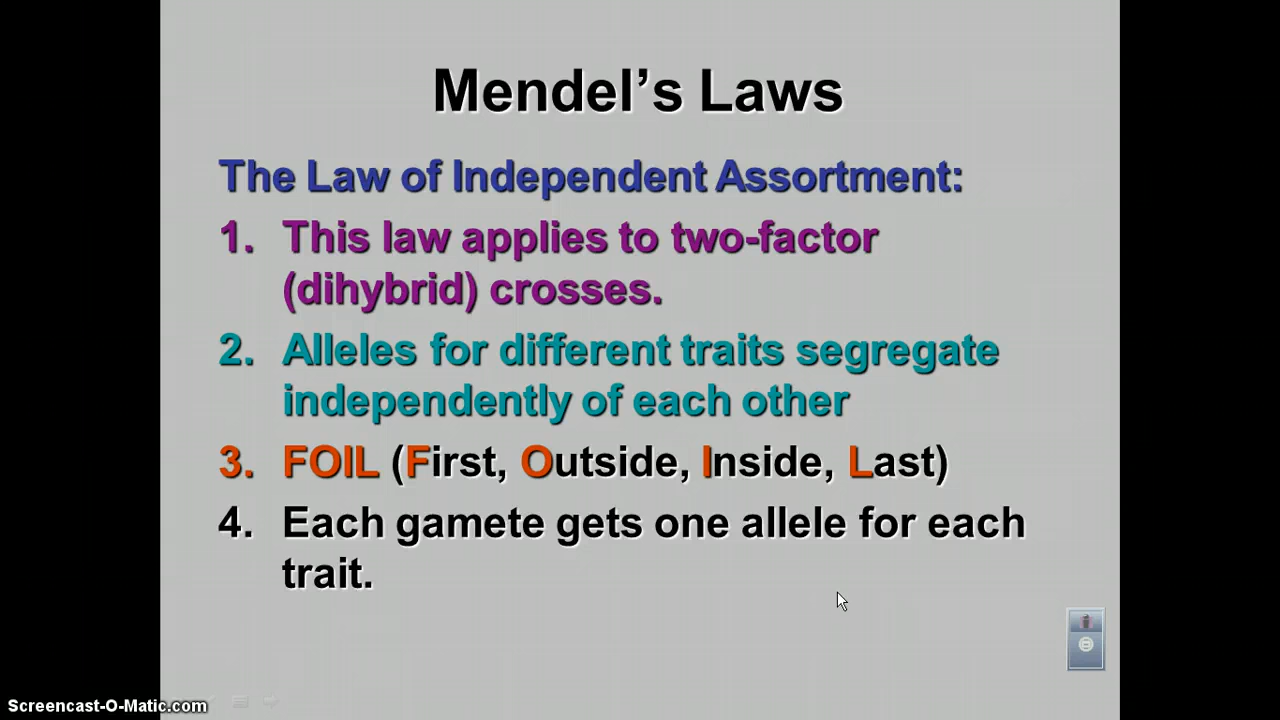 Mendel's Laws
The Law of Independent Assortment:
1. This law applies to two-factor
(dihybrid) crosses.
2. Alleles for different traits segregate
independently of each other
3. FOIL (First, Outside, Inside, Last)
4. Each gamete gets one allele for each
trait.
Screencast-O-Matic.com